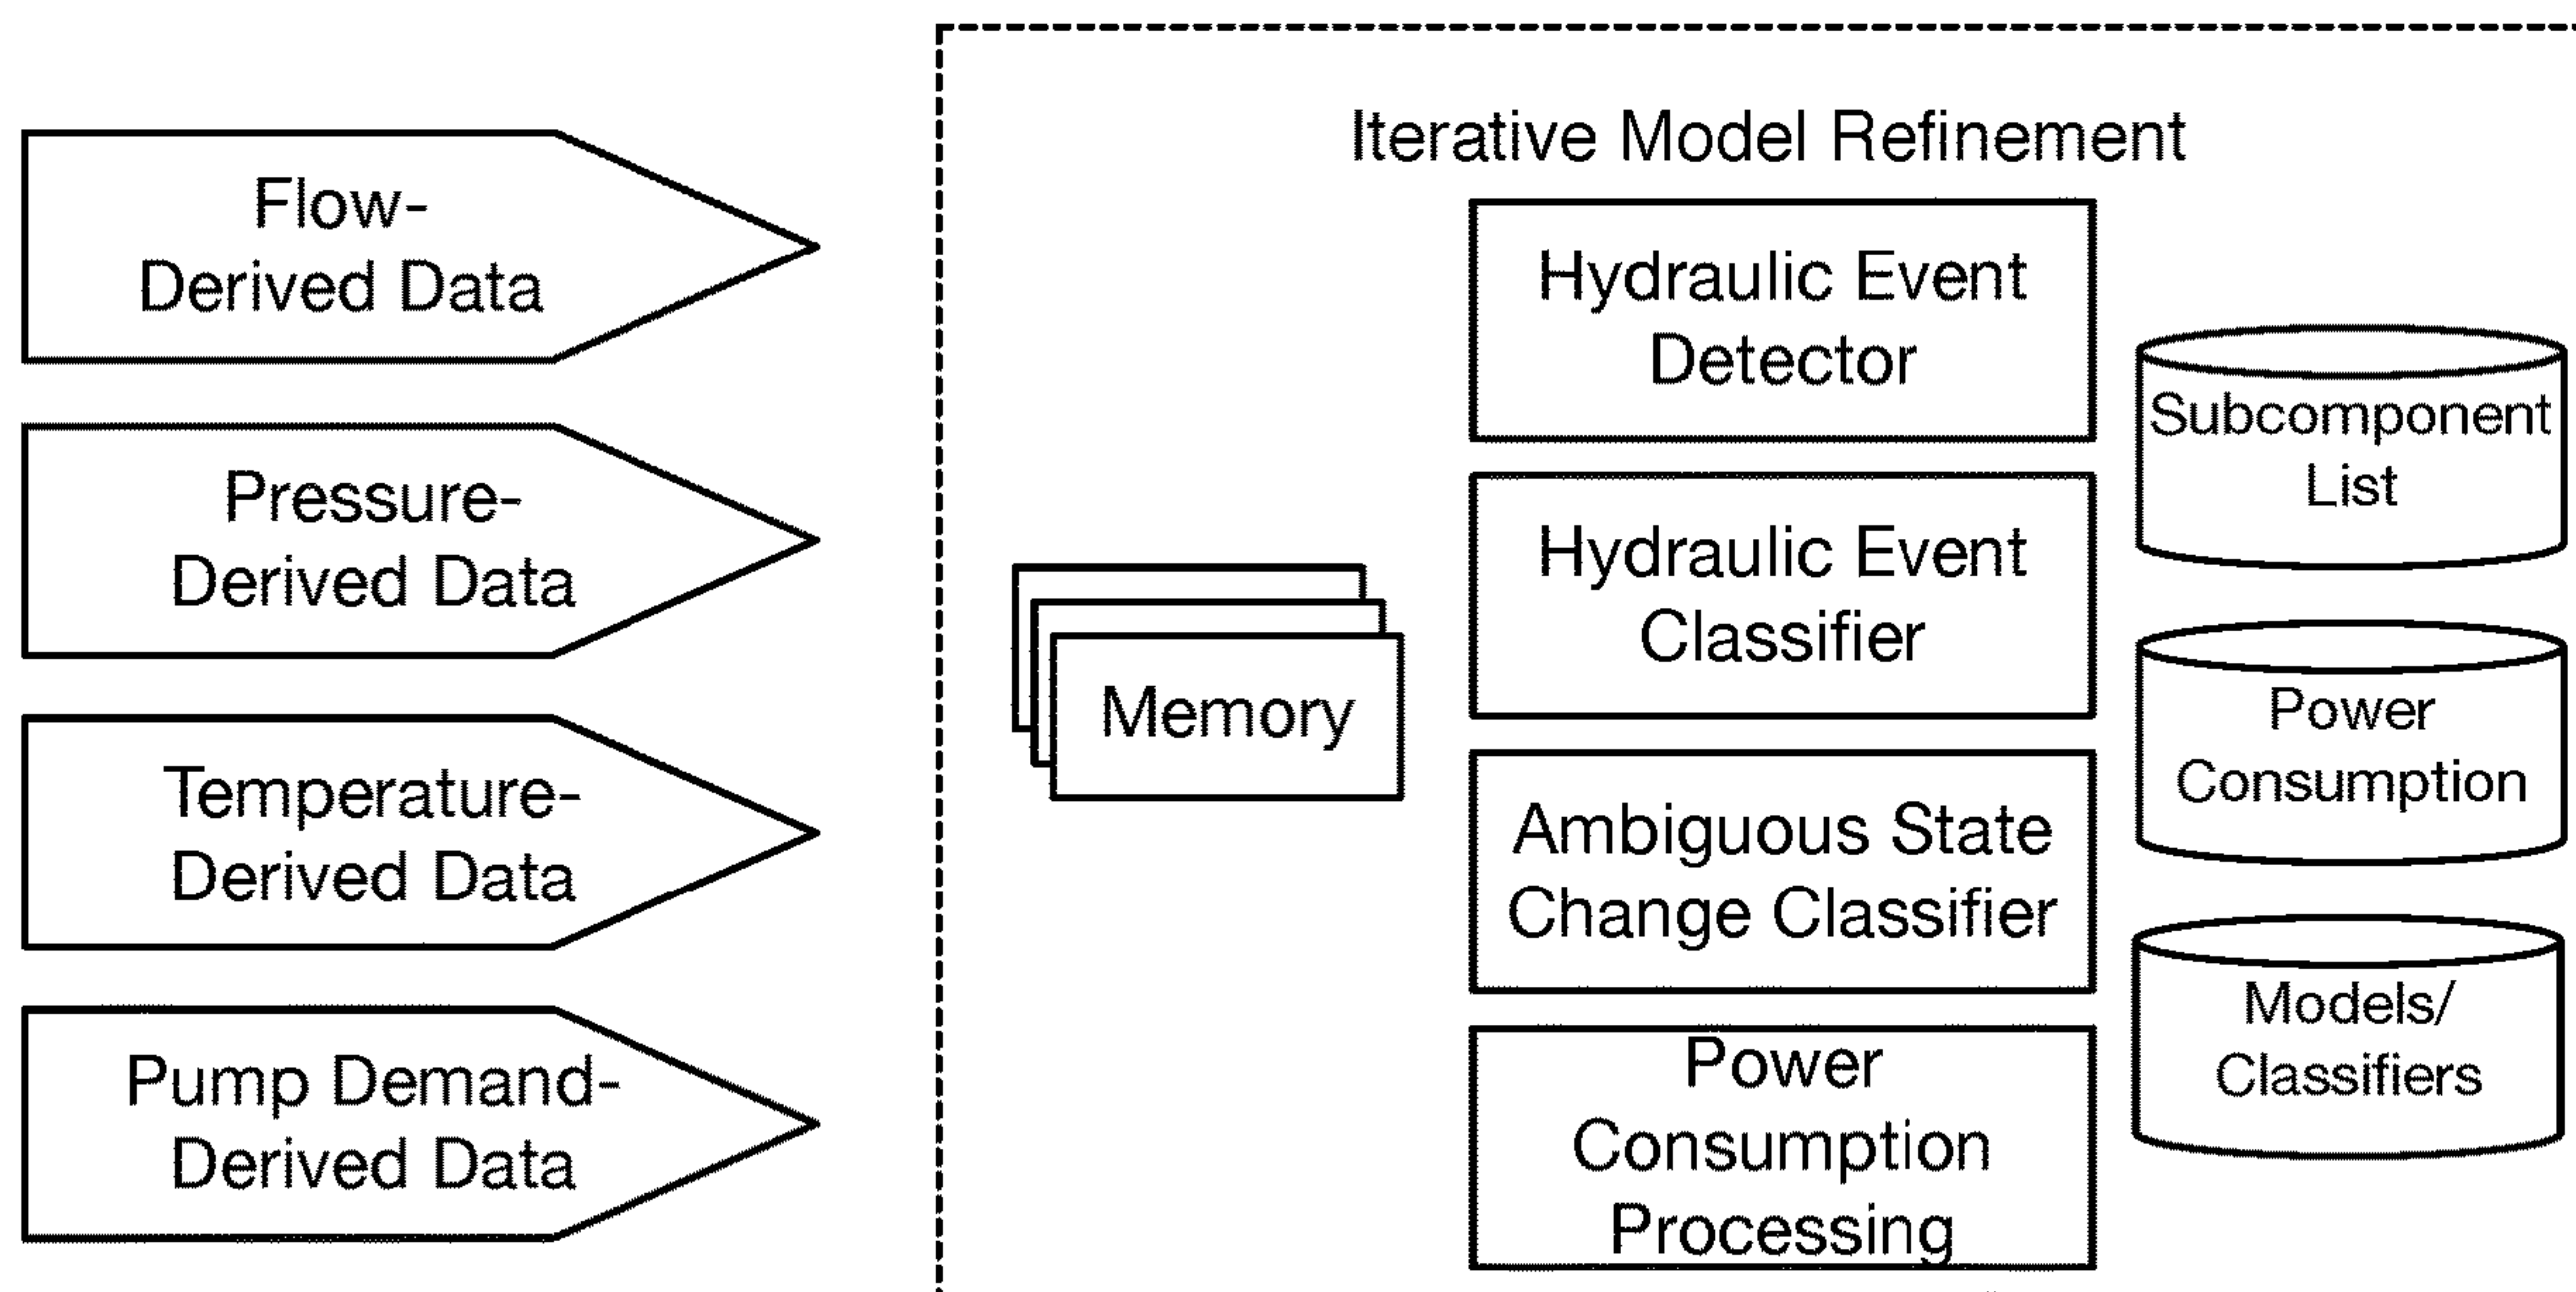 Flow-
Derived Data
Pressure-
Derived Data
Temperature-
Derived Data
Pump Demand-
Derived Data
Iterative Model Refinement
Memory
Hydraulic Event
Detector
Hydraulic Event
Classifier
Ambiguous State
Change Classifier
Power
Consumption
Processing
Subcomponent
List
Power
Consumption
Models/
Classifiers